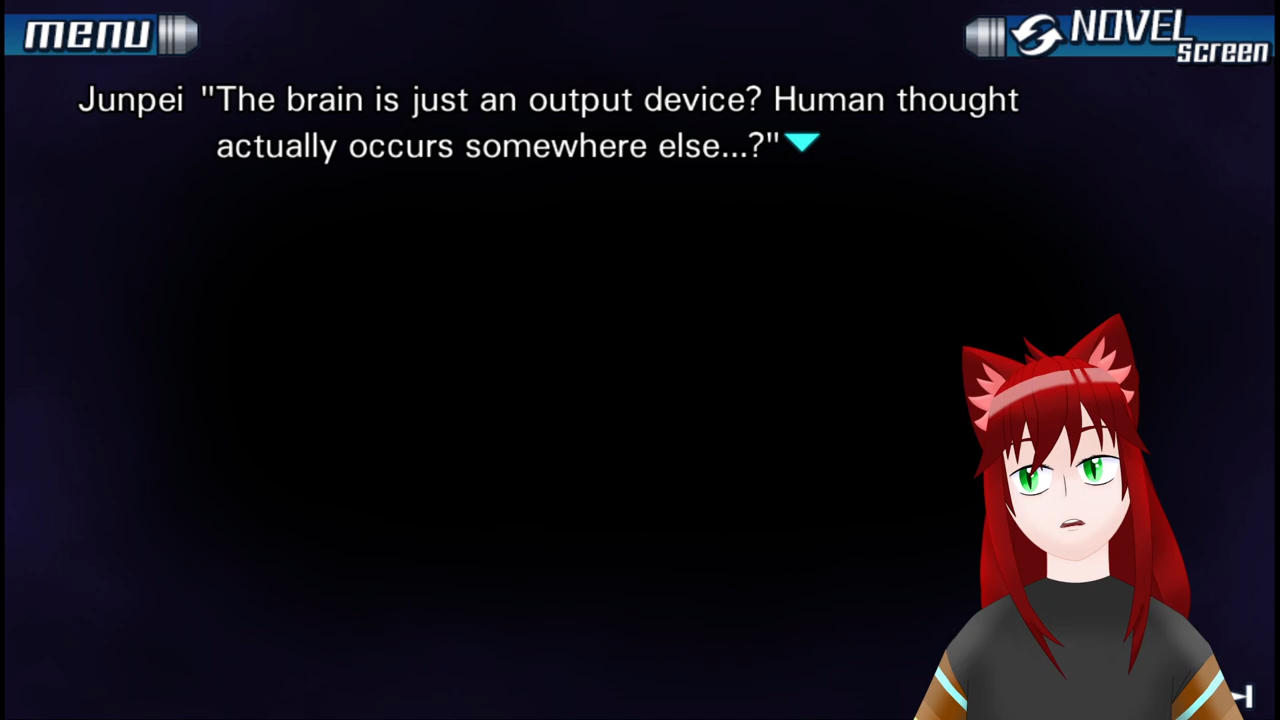 menu
NOVEL
screen
Junpei "The brain is just an output device? Human thought
actually occurs somewhere else...?"